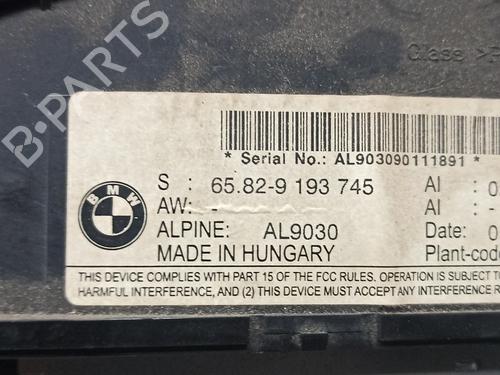 Glass
* Serial No.: AL903090111891 *
S : 65.82-9 193 745 AI : 0
AW: - AI : -
ALPINE: AL9030 Date: 0
MADE IN HUNGARY Plant-code
THIS DEVICE COMPLIES WITH PART 15 OF THE FCC RULES. OPERATION IS SUBJECT T
HARMFUL INTERFERENCE, AND (2) THIS DEVICE MUST ACCEPT ANY INTERFERENCE R
BMW
B-PARTS